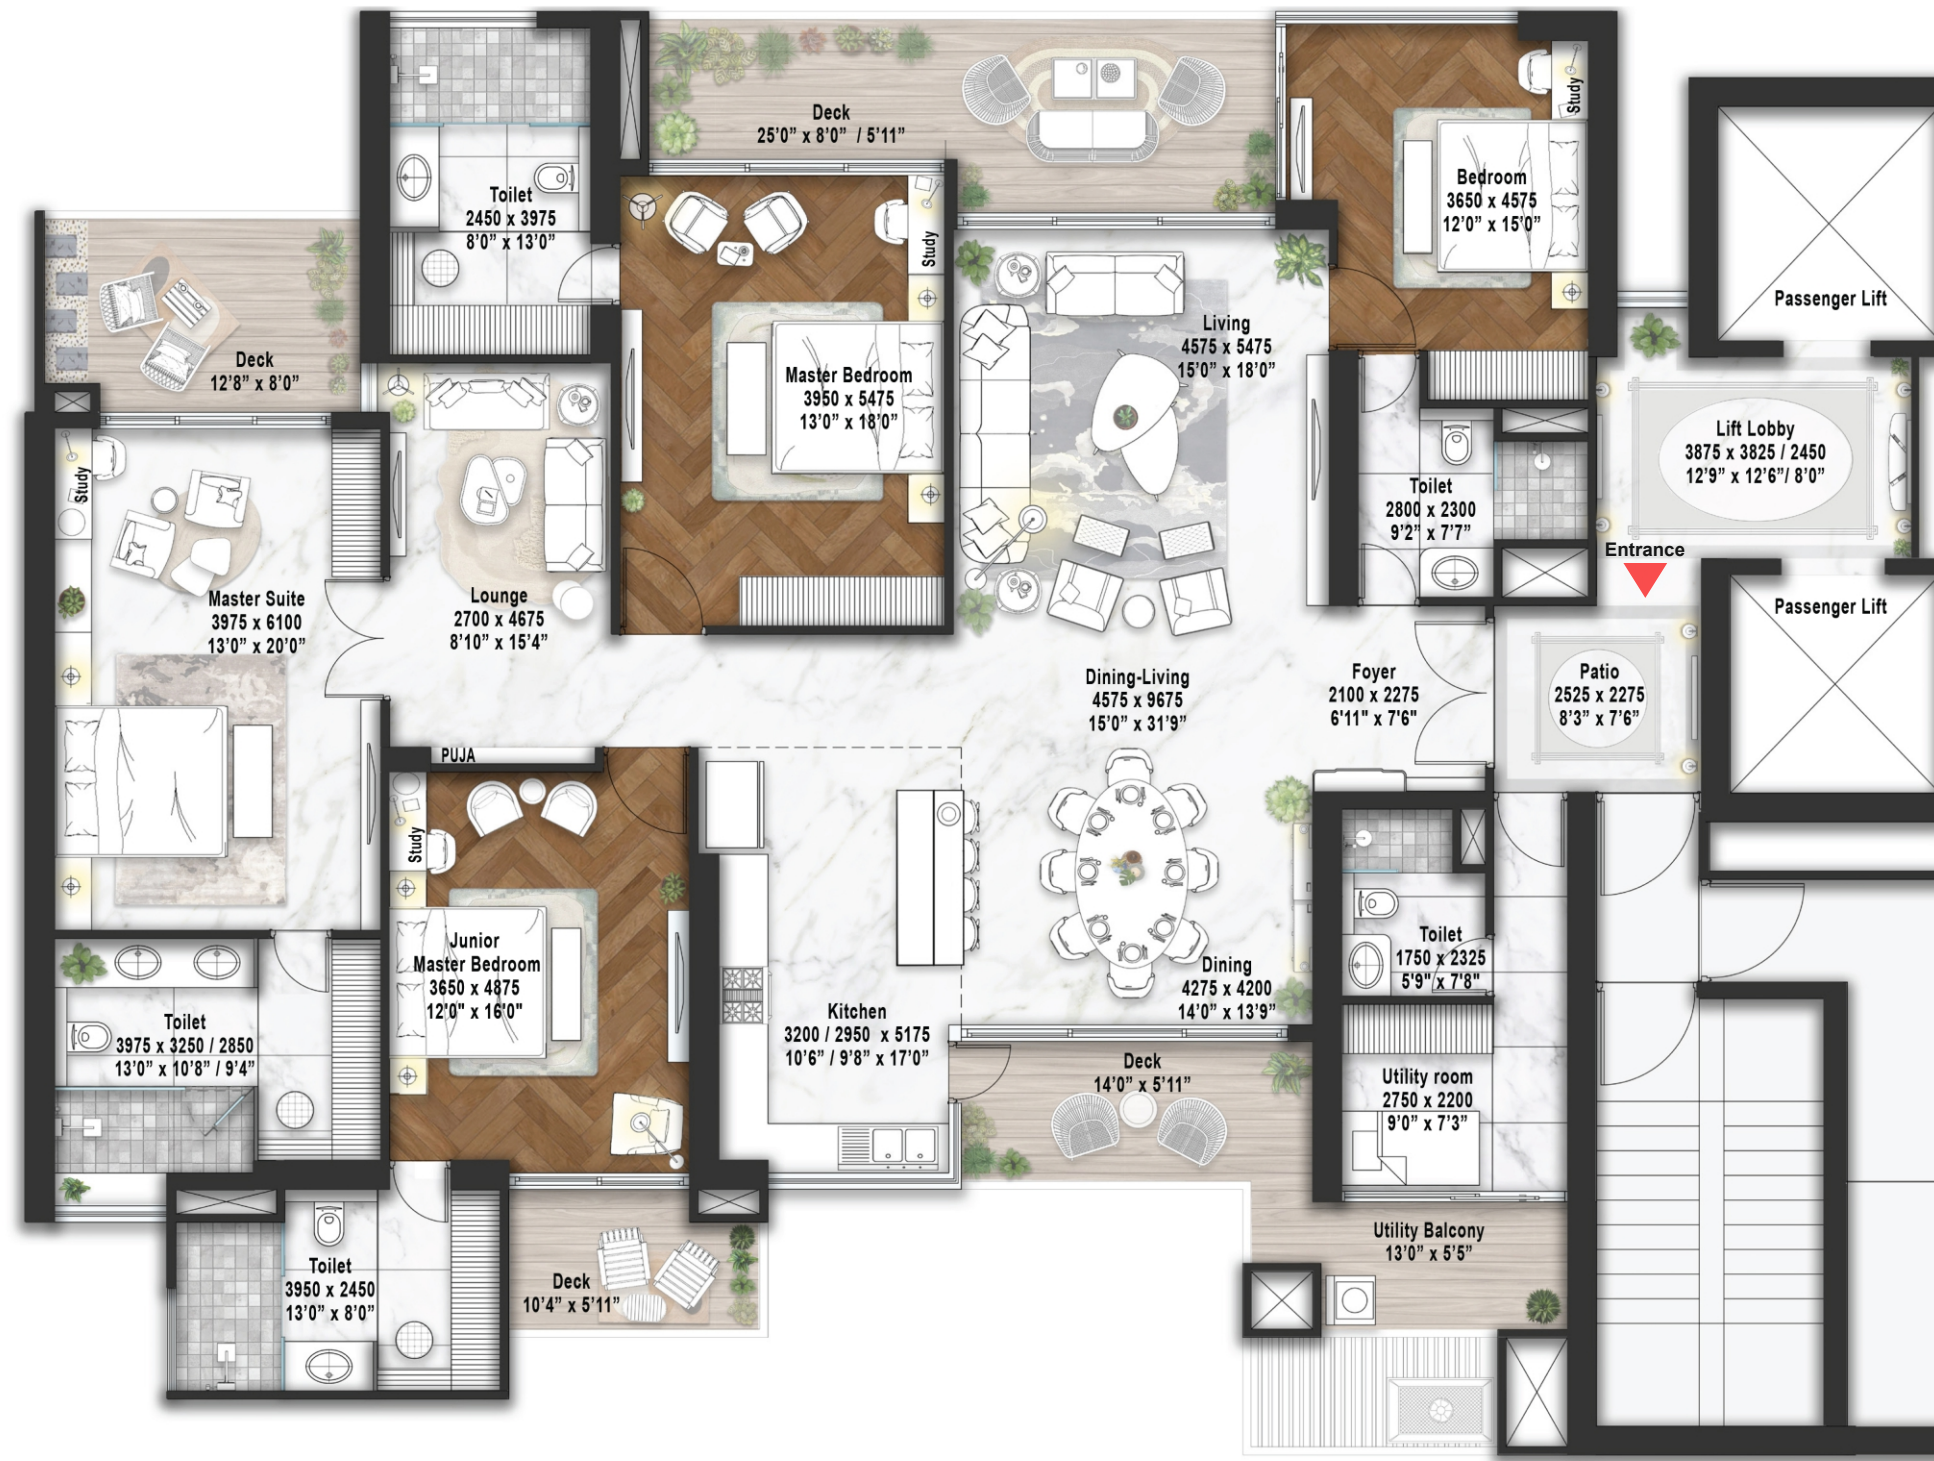 Deck
25'0” x 8'0” / 5'11”
Study
Bedroom
3650 x 4575
12'0” x 15'0”
Toilet
2450 x 3975
8'0” x 13'0”
Study
Passenger Lift
Deck
12'8” x 8'0”
Living
4575 x 5475
15'0” x 18'0”
Master Bedroom
3950 x 5475
13'0” x 18'0”
Lift Lobby
3875 x 3825 / 2450
12'9” x 12'6”/ 8'0”
Study
Toilet
2800 x 2300
9'2” x 7'7”
Entrance
Master Suite
3975 x 6100
13'0” x 20'0”
Lounge
2700 x 4675
8'10” x 15'4”
Passenger Lift
Dining-Living
4575 x 9675
15'0” x 31'9”
Foyer
2100 x 2275
6'11" x 7'6"
Patio
2525 x 2275
8'3” x 7'6”
PUJA
Study
Junior
Master Bedroom
3650 x 4875
12'0" x 16'0"
Toilet
1750 x 2325
5'9" x 7'8"
Dining
4275 x 4200
14'0” x 13'9”
Toilet
3975 x 3250 / 2850
13'0” x 10'8” / 9'4”
Kitchen
3200 / 2950 x 5175
10'6” / 9'8” x 17'0”
Deck
14'0” x 5'11”
Utility room
2750 x 2200
9'0” x 7'3”
Utility Balcony
13'0” x 5'5”
Toilet
3950 x 2450
13'0” x 8'0”
Deck
10'4” x 5'11”